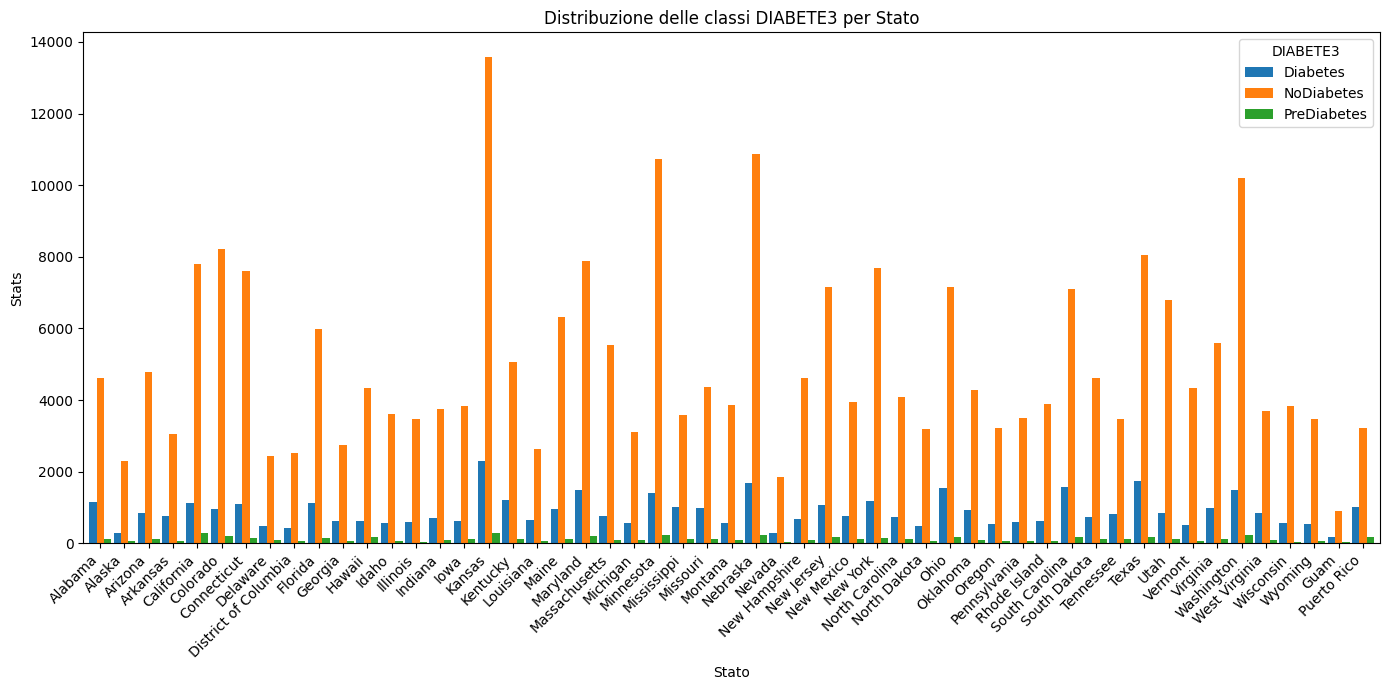 Distribuzione delle classi DIABETE3 per Stato
DIABETE3
Diabetes
NoDiabetes
PreDiabetes
Stats
14000
12000
10000
8000
6000
4000
2000
0
Alabama
Alaska
Arizona
Arkansas
California
Colorado
Connecticut
Delaware
District of Columbia
Florida
Georgia
Hawaii
Idaho
Illinois
Indiana
Iowa
Kansas
Kentucky
Louisiana
Maine
Maryland
Massachusetts
Michigan
Minnesota
Mississippi
Missouri
Montana
Nebraska
Nevada
New Hampshire
New Jersey
New Mexico
New York
North Carolina
North Dakota
Ohio
Oklahoma
Oregon
Pennsylvania
Rhode Island
South Carolina
South Dakota
Tennessee
Texas
Utah
Vermont
Virginia
Washington
West Virginia
Wisconsin
Wyoming
Guam
Puerto Rico
Stato